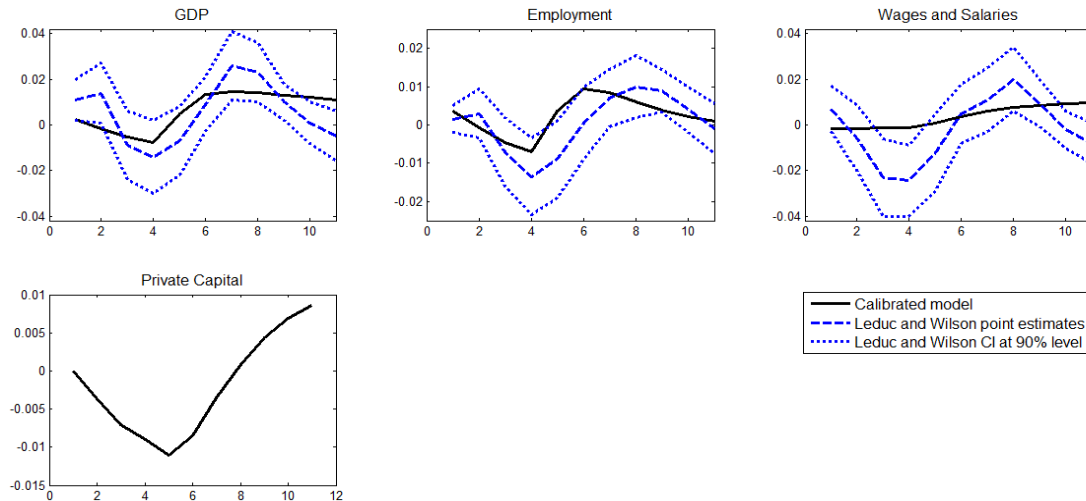 GDP
Employment
Wages and Salaries
0.04
0.02
0
-0.02
-0.04
0 2 4 6 8 10
0.02
0.01
0
-0.01
-0.02
0 2 4 6 8 10
0.04
0.02
0
-0.02
-0.04
0 2 4 6 8 10
Private Capital
0.01
0.005
0
-0.005
-0.01
-0.015
0 2 4 6 8 10 12
Calibrated model
Leduc and Wilson point estimates
Leduc and Wilson CI at 90% level